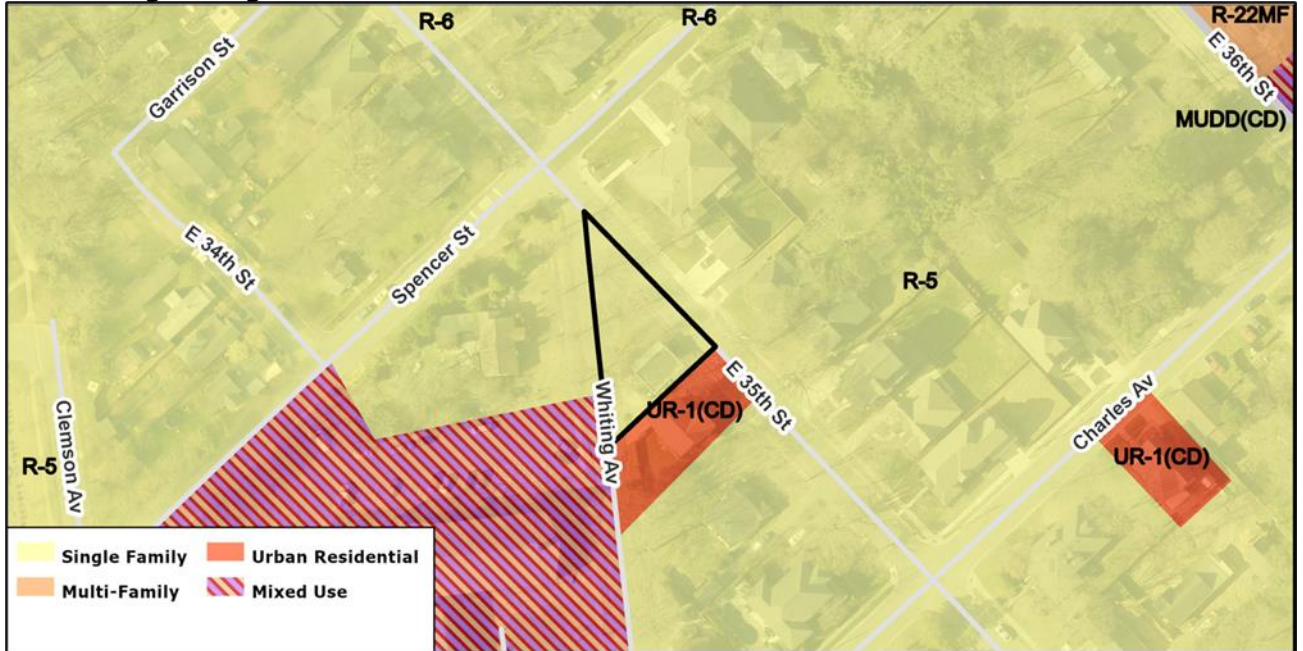 R-6
R-6
R-22MF
Garrison St
E 36th St
MUDD(CD)
E 34th St
Spencer St
R-5
Whiting Av
E 35th St
UR-1(CD)
Clemson Av
Charles Av
R-5
UR-1(CD)
Single Family
Urban Residential
Multi-Family
Mixed Use